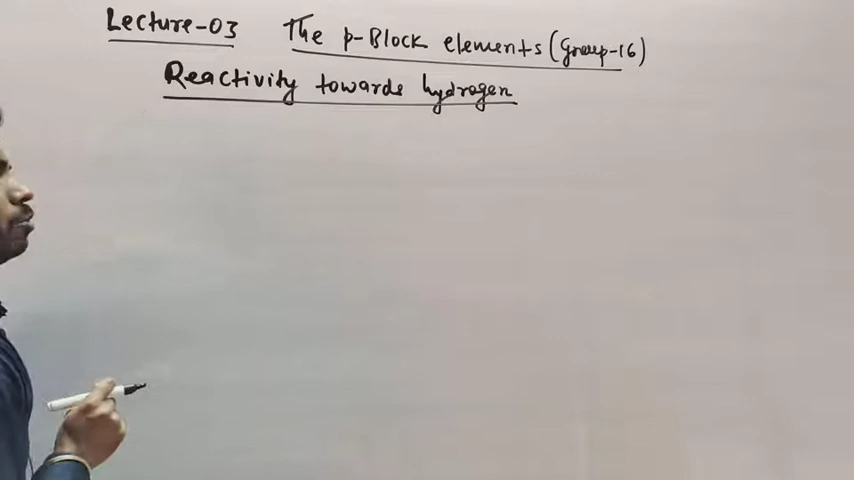 Lecture-03 The p-Block elements (Group-16)
Reactivity towards hydrogen